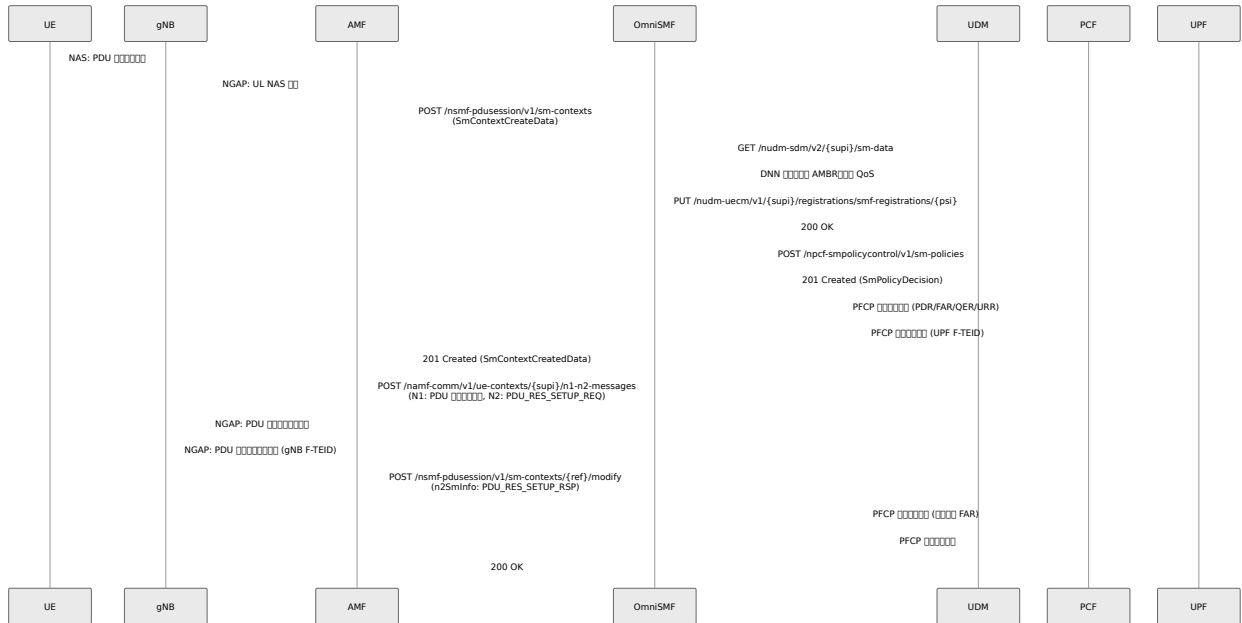 UE gNB AMF OmniSMF UDM PCF UPF
NAS: PDU
NGAP: UL NAS
POST /nsmf-pdusession/v1/sm-contexts
(SmContextCreateData)
GET /nudm-sdm/v2/{supi}/sm-data
DNN AMBR QoS
PUT /nudm-uecm/v1/{supi}/registrations/smf-registrations/{psi}
200 OK
POST /npcf-smpolicycontrol/v1/sm-policies
201 Created (SmPolicyDecision)
PFCP (PDR/FAR/QER/URR)
PFCP (UPF F-TEID)
201 Created (SmContextCreatedData)
POST /namf-comm/v1/ue-contexts/{supi}/n1-n2-messages
(N1: PDU , N2: PDU_RES_SETUP_REQ)
NGAP: PDU
NGAP: PDU (gNB F-TEID)
POST /nsmf-pdusession/v1/sm-contexts/{ref}/modify
(n2SmInfo: PDU_RES_SETUP_RSP)
PFCP ( FAR)
PFCP
200 OK
UE gNB AMF OmniSMF UDM PCF UPF